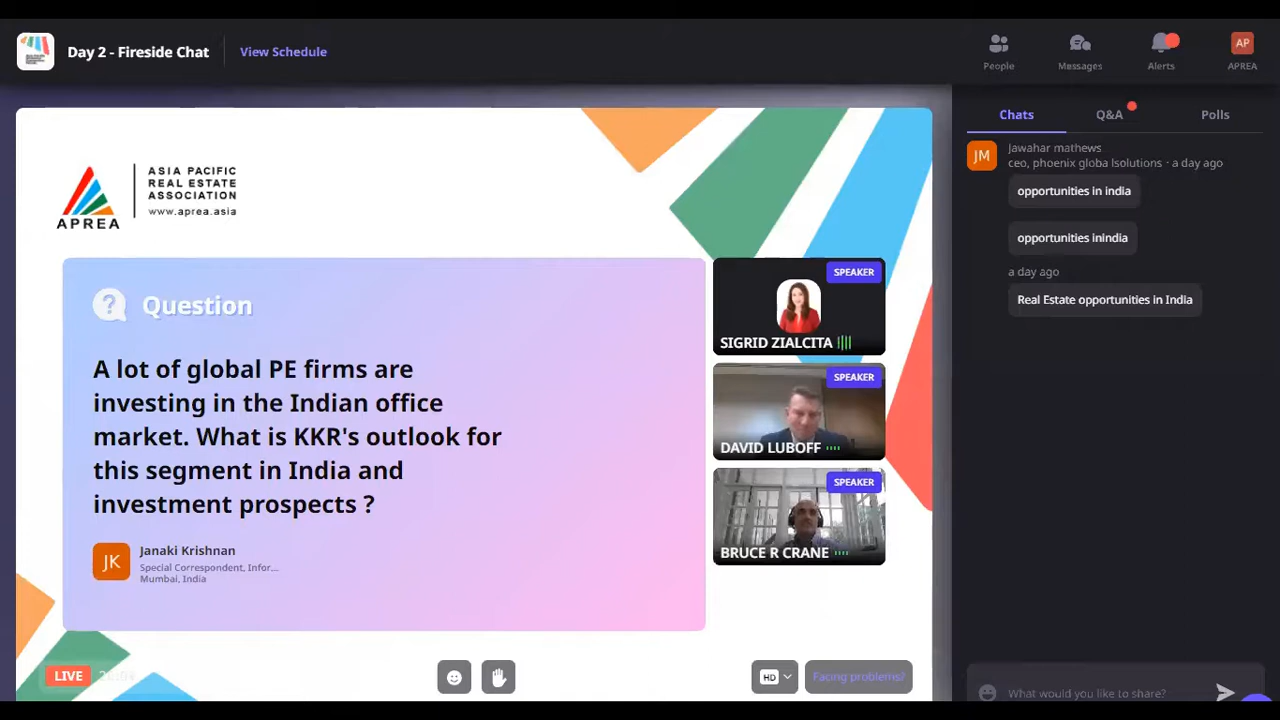 Day 2 - Fireside Chat
View Schedule
People
Messages
Alerts
AP
APREA
ASIA PACIFIC
REAL ESTATE
ASSOCIATION
www.aprea.asia
APREA
Question
A lot of global PE firms are
investing in the Indian office
market. What is KKR's outlook for
this segment in India and
investment prospects ?
JK
Janaki Krishnan
Special Correspondent, Infor...
Mumbai, India
SPEAKER
SIGRID ZIALCITA
SPEAKER
DAVID LUBOFF
SPEAKER
BRUCE R CRANE
LIVE
HD
Facing problems?
Chats
Q&A
Polls
JM
Jawahar mathews
ceo, phoenix globa lsolutions · a day ago
opportunities in india
opportunities inindia
a day ago
Real Estate opportunities in India
What would you like to share?